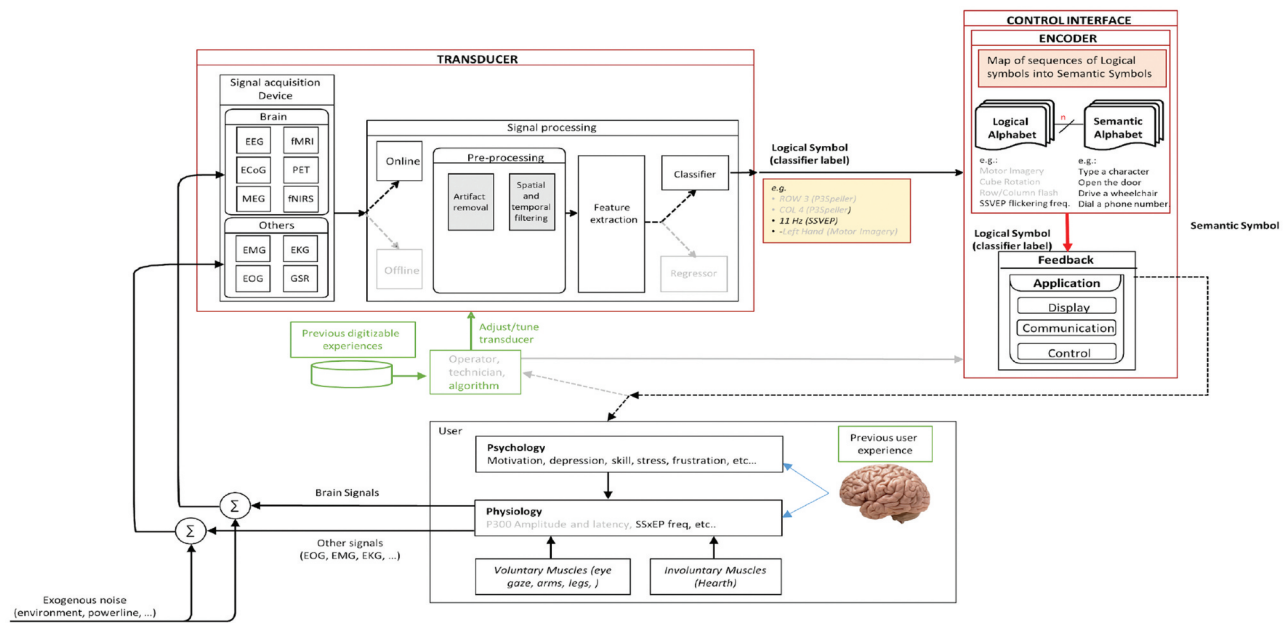 CONTROL INTERFACE
ENCODER
Map of sequences of Logical
symbols into Semantic Symbols
Logical
Alphabet
n
Semantic
Alphabet
e.g.:
Motor Imagery
Cube Rotation
Row/Column flash
SSVEP flickering freq.
e.g.:
Type a character
Open the door
Drive a wheelchair
Dial a phone number
TRANSDUCER
Signal acquisition
Device
Brain
EEG
fMRI
ECoG
PET
MEG
fNIRS
Others
EMG
EKG
EOG
GSR
Signal processing
Online
Offline
Pre-processing
Artifact
removal
Spatial
and
temporal
filtering
Feature
extraction
Classifier
Regressor
Logical Symbol
(classifier label)
e.g.
• ROW 3 (P3Speller)
• COL 4 (P3Speller)
• 11 Hz (SSVEP)
• -Left Hand (Motor Imagery)
Logical Symbol
(classifier label)
Semantic Symbol
Feedback
Application
Display
Communication
Control
Previous digitizable
experiences
Adjust/tune
transducer
Operator,
technician,
algorithm
User
Psychology
Motivation, depression, skill, stress, frustration, etc...
Previous user
experience
Physiology
P300 Amplitude and latency, SSxEP freq, etc..
Voluntary Muscles (eye
gaze, arms, legs, )
Involuntary Muscles
(Hearth)
Brain Signals
Σ
Σ
Other signals
(EOG, EMG, EKG, ...)
Exogenous noise
(environment, powerline, ...)